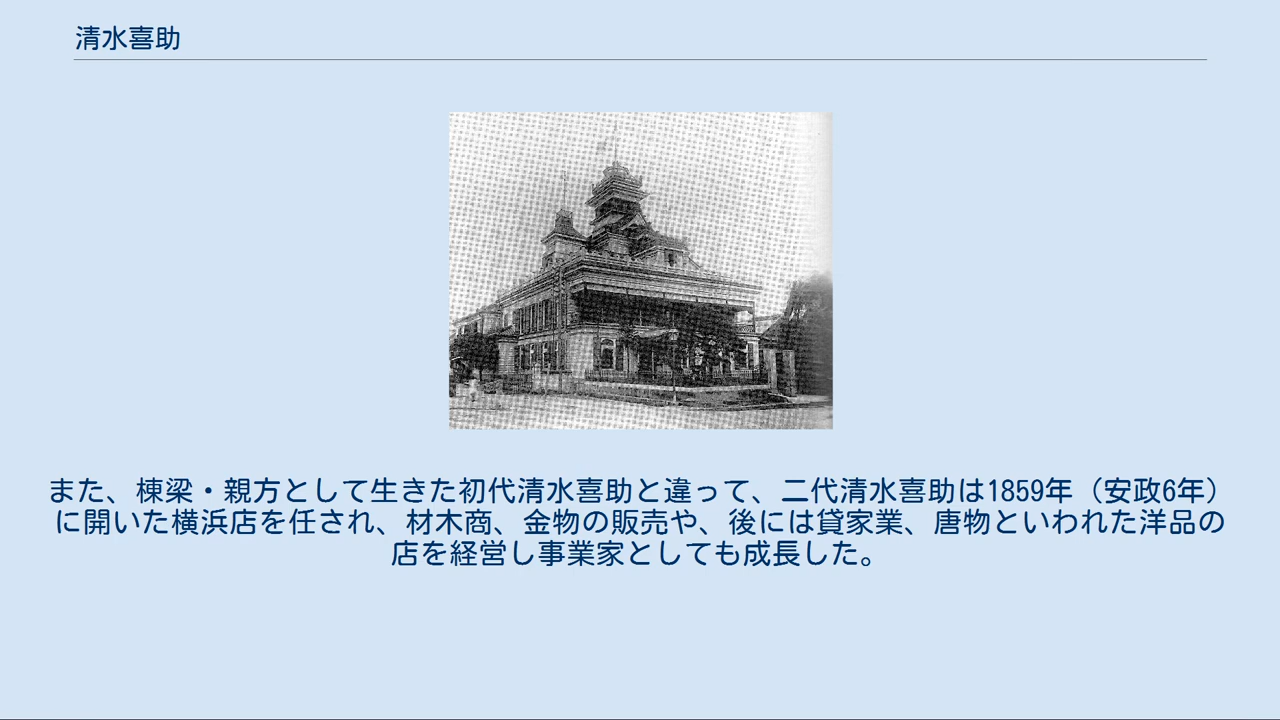 清水喜助
また、棟梁・親方として生きた初代清水喜助と違って、二代清水喜助は1859年（安政6年）
に開いた横浜店を任され、材木商、金物の販売や、後には貸家業、唐物といわれた洋品の
店を経営し事業家としても成長した。